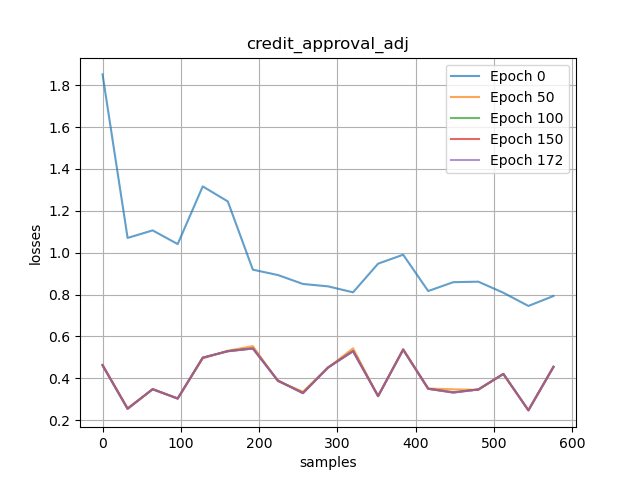 credit_approval_adj
Epoch 0
Epoch 50
Epoch 100
Epoch 150
Epoch 172
losses
1.8
1.6
1.4
1.2
1.0
0.8
0.6
0.4
0.2
0 100 200 300 400 500 600
samples